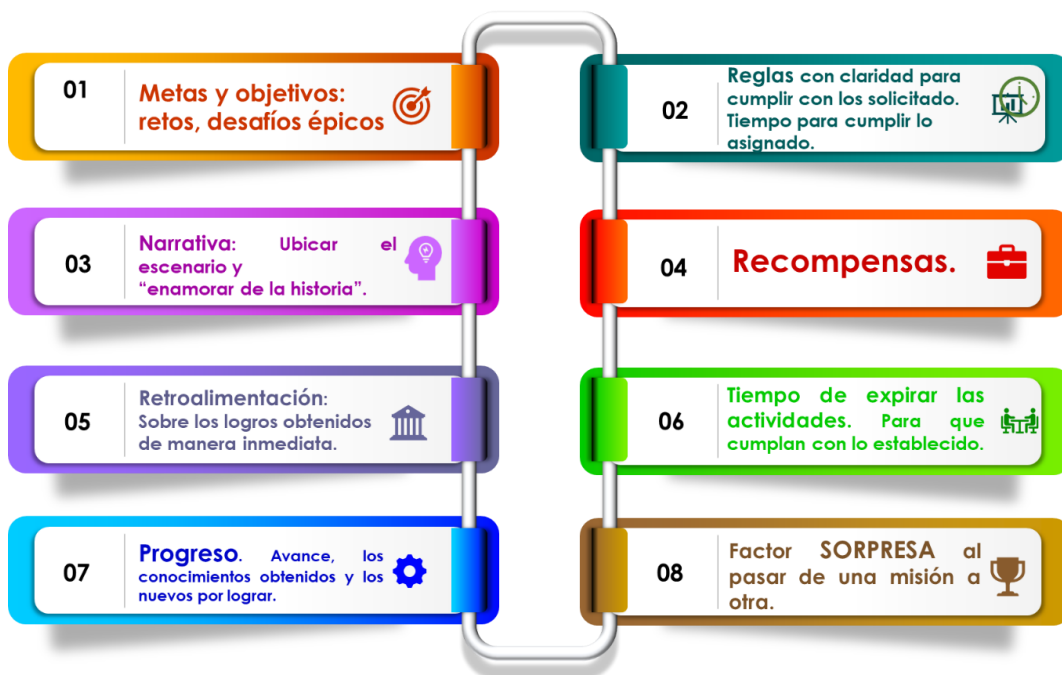 01
Metas y objetivos:
retos, desafíos épicos
02
Reglas con claridad para
cumplir con los solicitado.
Tiempo para cumplir lo
asignado.
03
Narrativa: Ubicar el
escenario y
“enamorar de la historia”.
04
Recompensas.
05
Retroalimentación:
Sobre los logros obtenidos
de manera inmediata.
06
Tiempo de expirar las
actividades. Para que
cumplan con lo establecido.
07
Progreso. Avance, los
conocimientos obtenidos y los
nuevos por lograr.
08
Factor SORPRESA al
pasar de una misión a
otra.